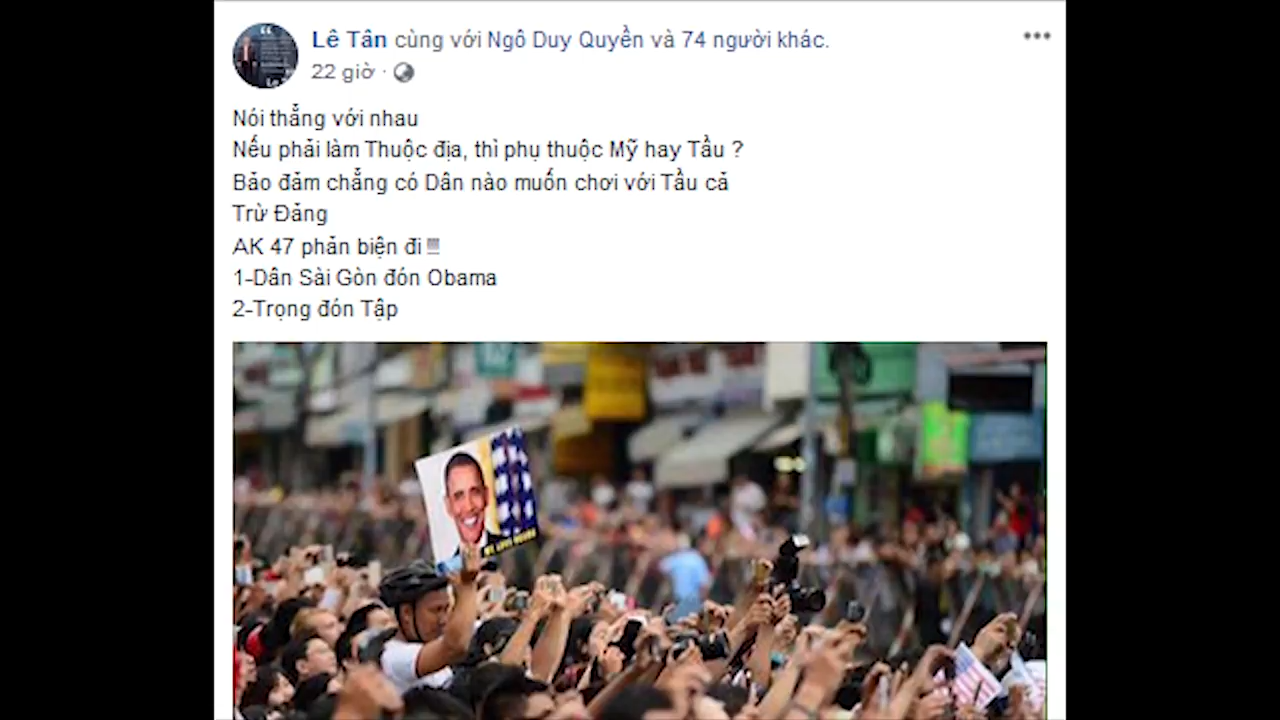 Lê Tân cùng với Ngô Duy Quyền và 74 người khác.
22 giờ ·
Nói thẳng với nhau
Nếu phải làm Thuộc địa, thì phụ thuộc Mỹ hay Tầu ?
Bảo đảm chẳng có Dân nào muốn chơi với Tầu cả
Trừ Đảng
AK 47 phản biện đi !!!
1-Dân Sài Gòn đón Obama
2-Trọng đón Tập